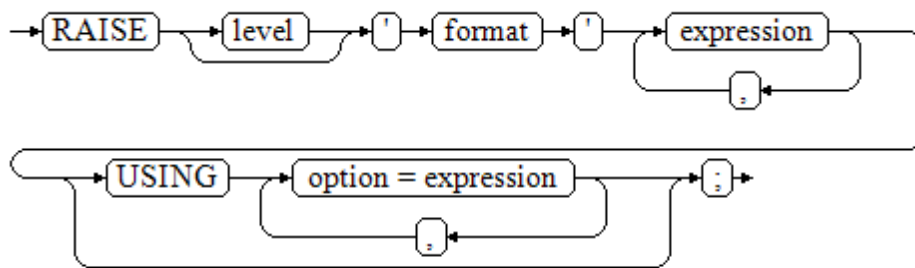 RAISE level ' format ' expression
,
USING option = expression ;
,